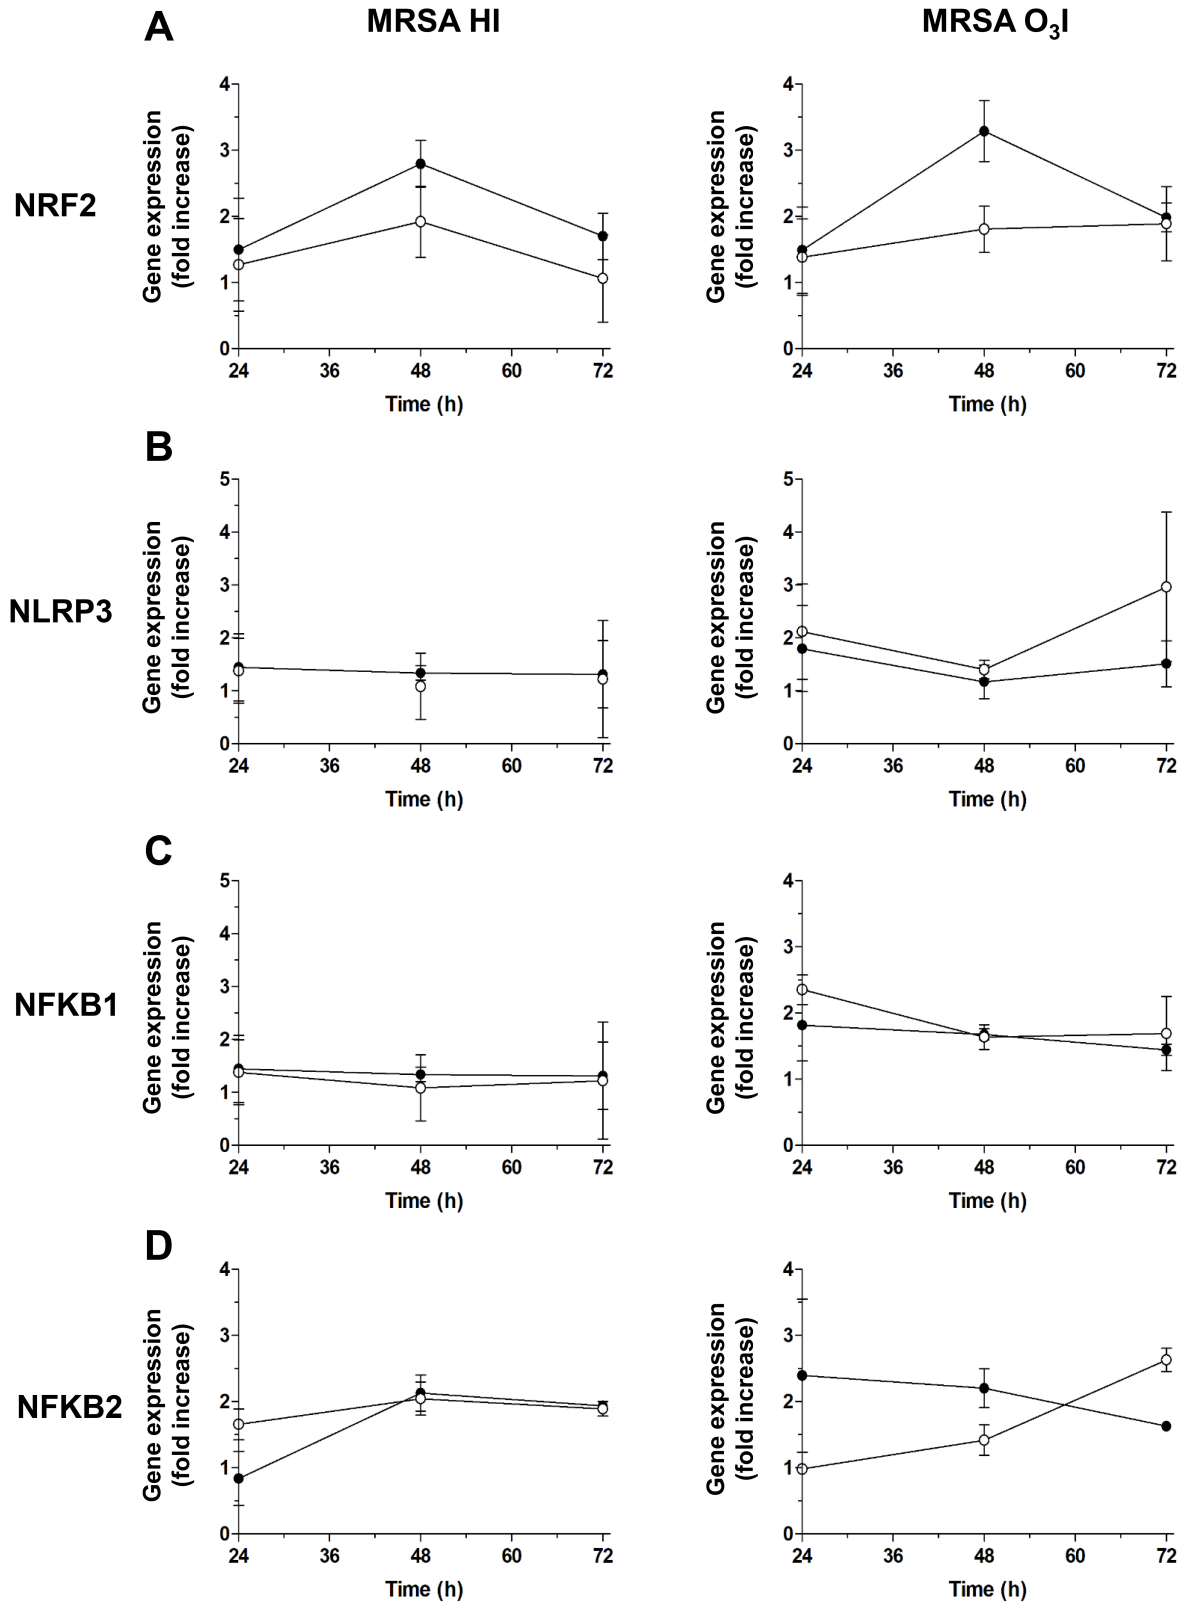 A
MRSA HI
MRSA O₃I
NRF2
Gene expression
(fold increase)
4
3
2
1
0
24 36 48 60 72
Time (h)
Gene expression
(fold increase)
4
3
2
1
0
24 36 48 60 72
Time (h)
B
NLRP3
Gene expression
(fold increase)
5
4
3
2
1
0
24 36 48 60 72
Time (h)
Gene expression
(fold increase)
5
4
3
2
1
0
24 36 48 60 72
Time (h)
C
NFKB1
Gene expression
(fold increase)
5
4
3
2
1
0
24 36 48 60 72
Time (h)
Gene expression
(fold increase)
4
3
2
1
0
24 36 48 60 72
Time (h)
D
NFKB2
Gene expression
(fold increase)
4
3
2
1
0
24 36 48 60 72
Time (h)
Gene expression
(fold increase)
4
3
2
1
0
24 36 48 60 72
Time (h)